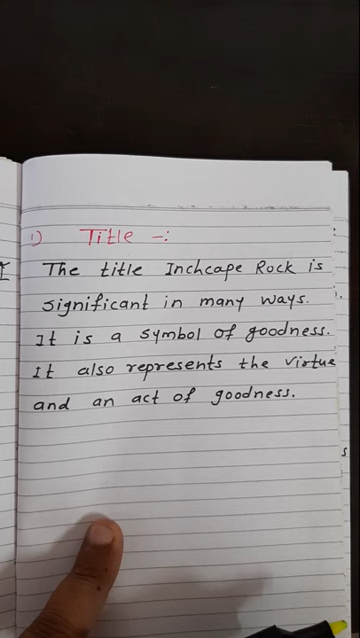 1) Title -:
The title Inchcape Rock is
significant in many ways.
It is a symbol of goodness.
It also represents the virtue
and an act of goodness.